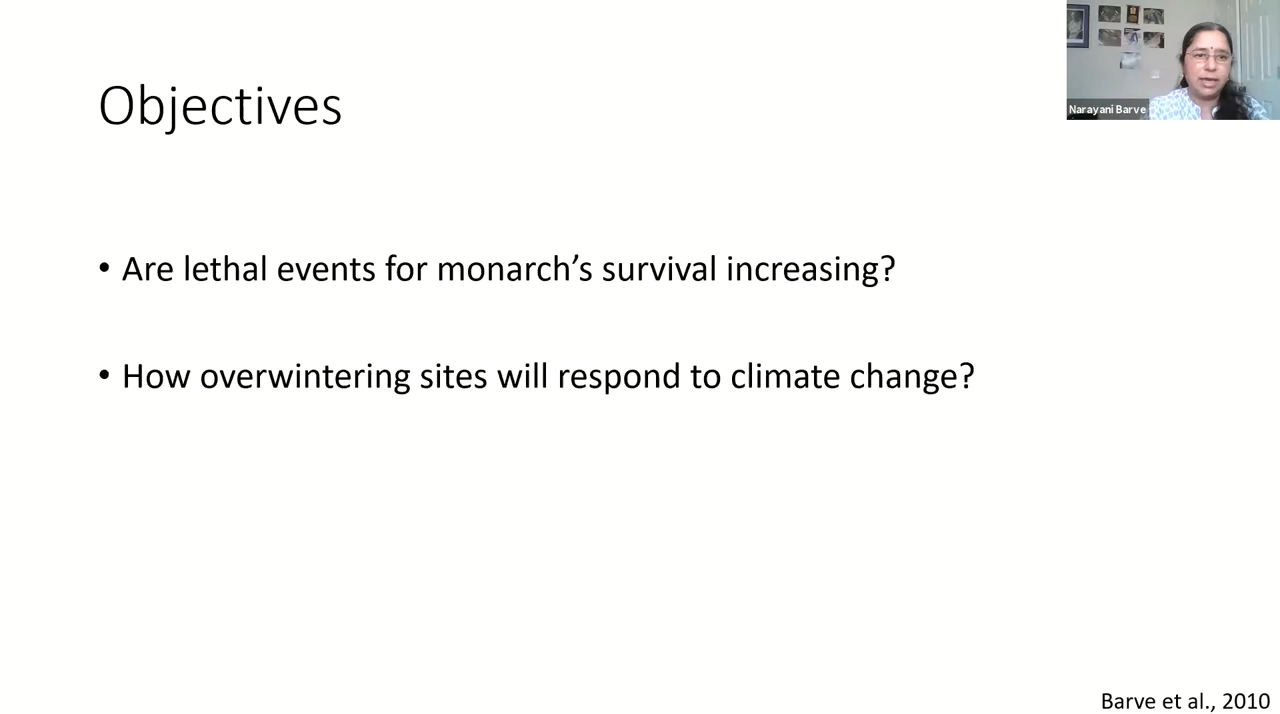 Objectives
Narayani Barve
• Are lethal events for monarch’s survival increasing?
• How overwintering sites will respond to climate change?
Barve et al., 2010